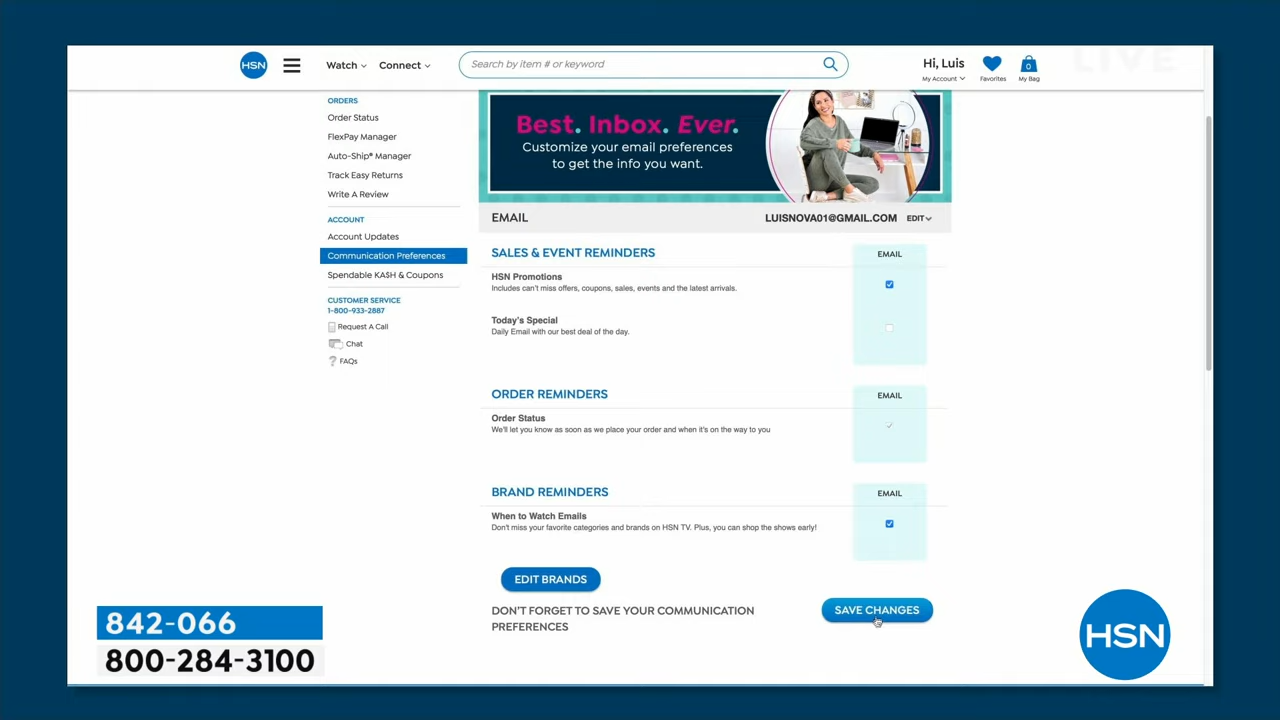 HSN
Watch
Connect
Search by item # or keyword
Hi, Luis
My Account
Favorites
0
My Bag
LIVE
ORDERS
Order Status
FlexPay Manager
Auto-Ship® Manager
Track Easy Returns
Write A Review
ACCOUNT
Account Updates
Communication Preferences
Spendable KA$H & Coupons
CUSTOMER SERVICE
1-800-933-2887
Request A Call
Chat
FAQs
Best. Inbox. Ever.
Customize your email preferences
to get the info you want.
EMAIL LUISNOVA01@GMAIL.COM EDIT
SALES & EVENT REMINDERS
EMAIL
HSN Promotions
Includes can't miss offers, coupons, sales, events and the latest arrivals.
Today's Special
Daily Email with our best deal of the day.
ORDER REMINDERS
EMAIL
Order Status
We'll let you know as soon as we place your order and when it's on the way to you
BRAND REMINDERS
EMAIL
When to Watch Emails
Don't miss your favorite categories and brands on HSN TV. Plus, you can shop the shows early!
EDIT BRANDS
DON'T FORGET TO SAVE YOUR COMMUNICATION
PREFERENCES
SAVE CHANGES
842-066
800-284-3100
HSN